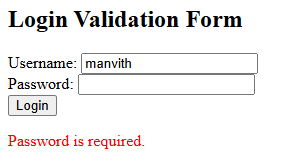 Login Validation Form
Username: manvith
Password:
Login
Password is required.